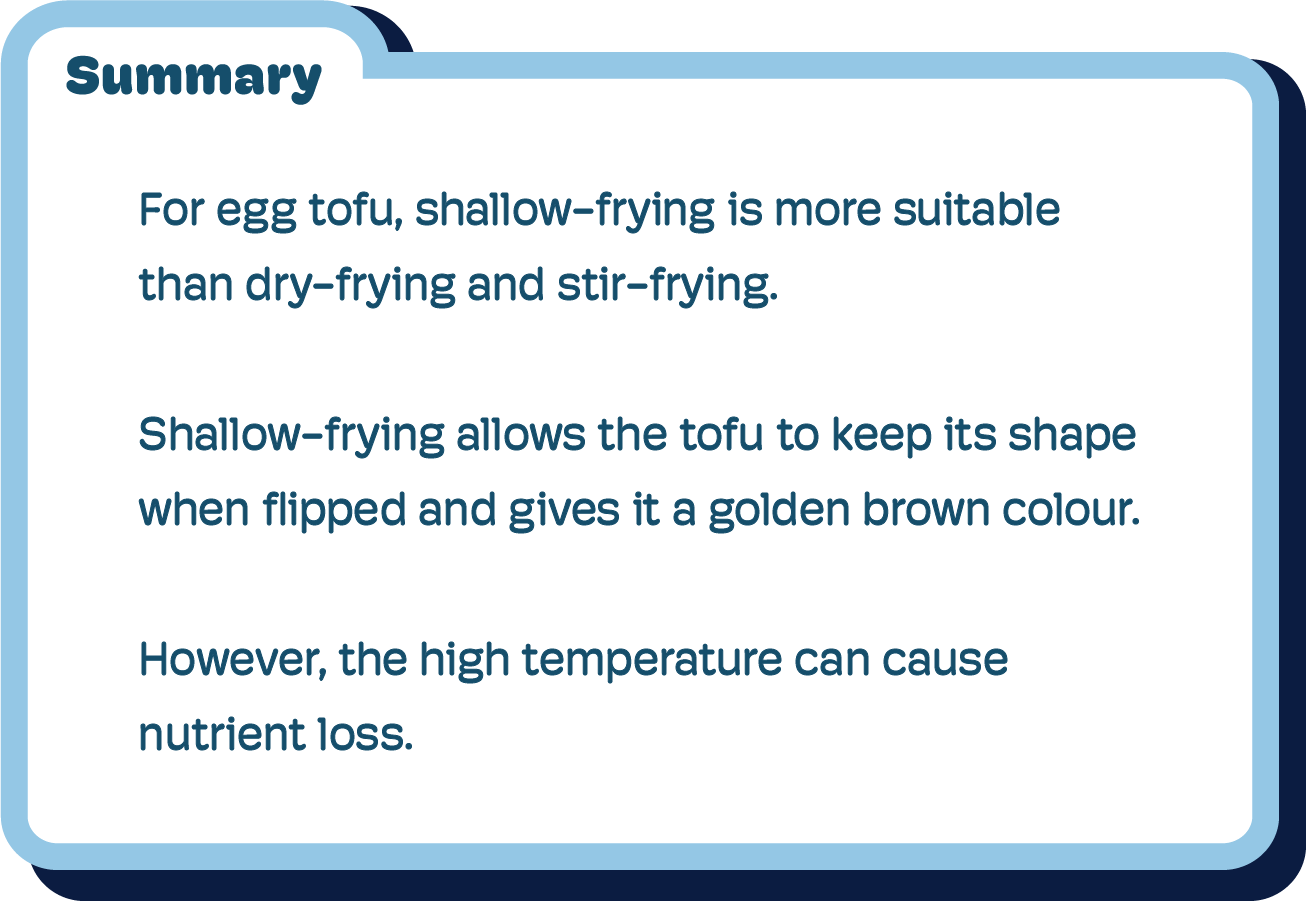 Summary
For egg tofu, shallow-frying is more suitable
than dry-frying and stir-frying.
Shallow-frying allows the tofu to keep its shape
when flipped and gives it a golden brown colour.
However, the high temperature can cause
nutrient loss.